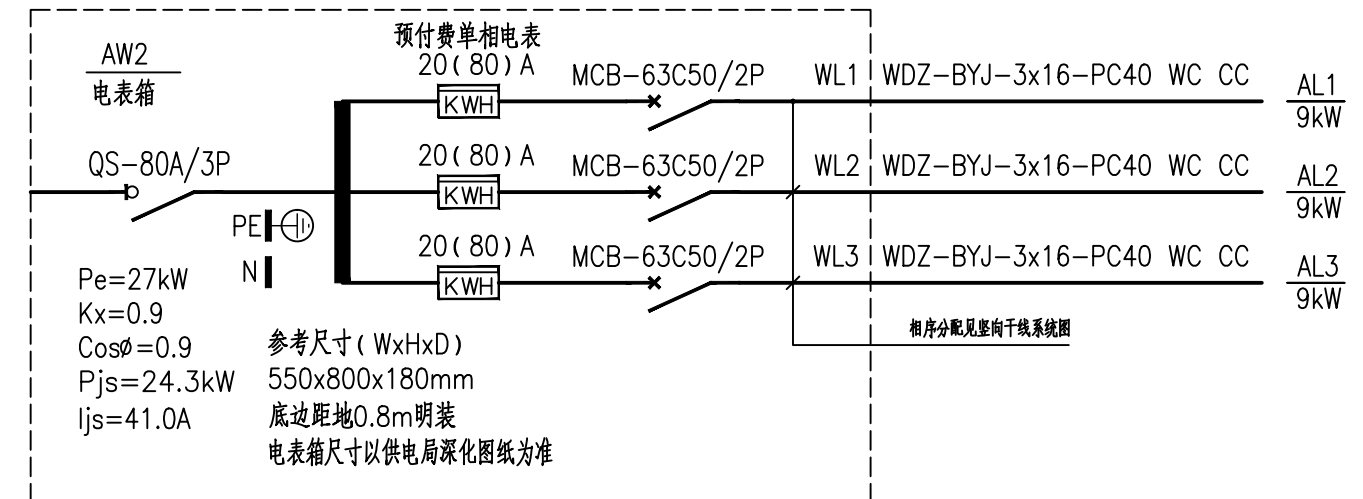 AW2
电表箱
预付费单相电表
20(80)A
KWH
MCB-63C50/2P
WL1
WDZ-BYJ-3x16-PC40 WC CC
AL1
9kW
QS-80A/3P
20(80)A
KWH
MCB-63C50/2P
WL2
WDZ-BYJ-3x16-PC40 WC CC
AL2
9kW
PE
N
20(80)A
KWH
MCB-63C50/2P
WL3
WDZ-BYJ-3x16-PC40 WC CC
AL3
9kW
相序分配见竖向干线系统图
Pe=27kW
Kx=0.9
Cosø=0.9
Pjs=24.3kW
Ijs=41.0A
参考尺寸(WxHxD)
550x800x180mm
底边距地0.8m明装
电表箱尺寸以供电局深化图纸为准